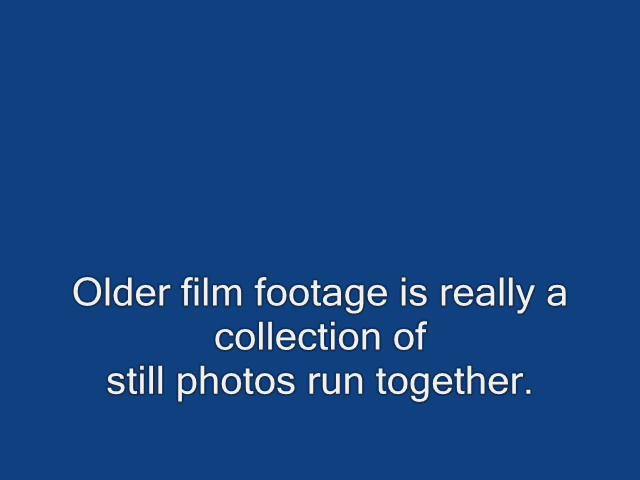 Older film footage is really a
collection of
still photos run together.